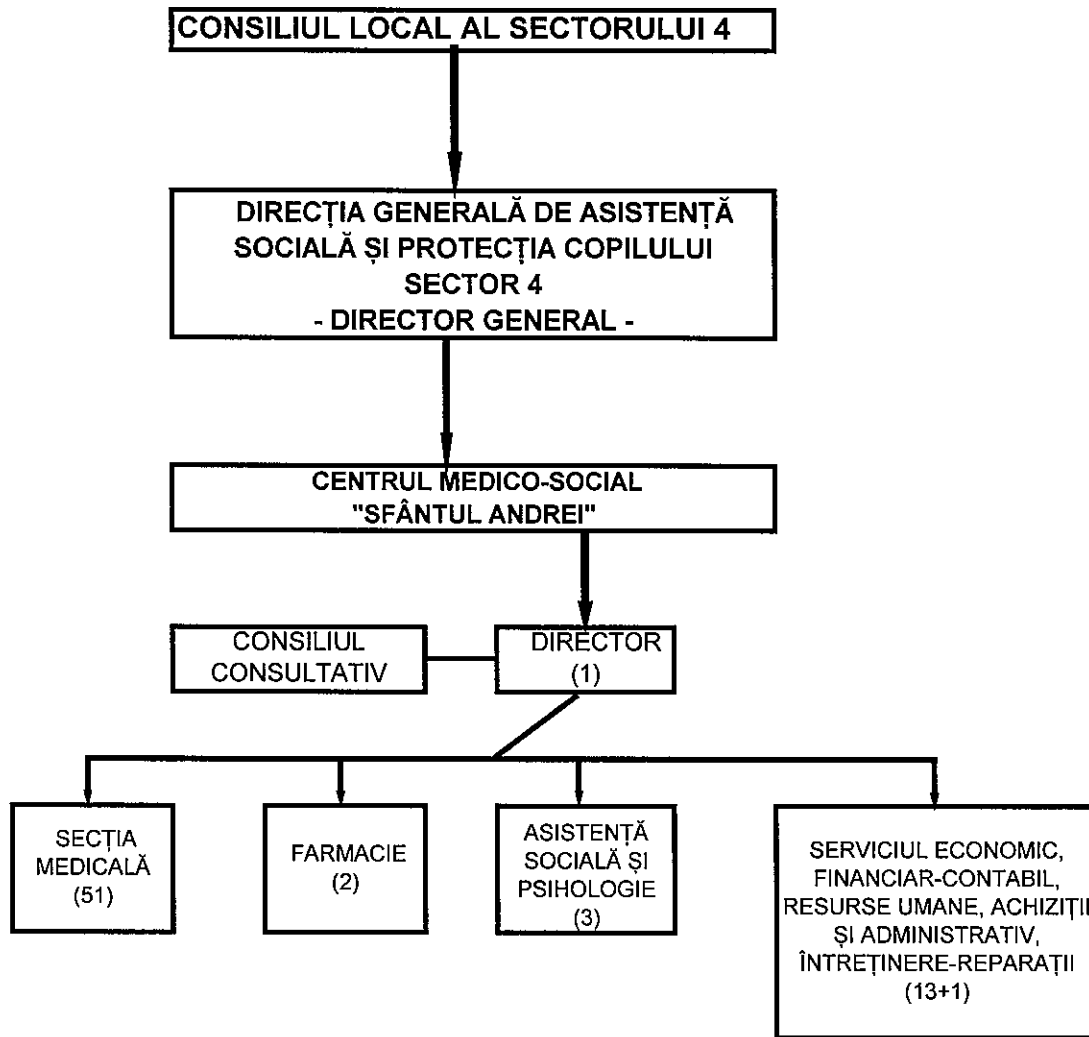 CONSILIUL LOCAL AL SECTORULUI 4
DIRECȚIA GENERALĂ DE ASISTENȚĂ
SOCIALĂ ȘI PROTECȚIA COPILULUI
SECTOR 4
- DIRECTOR GENERAL -
CENTRUL MEDICO-SOCIAL
"SFÂNTUL ANDREI"
CONSILIUL
CONSULTATIV
DIRECTOR
(1)
SECȚIA
MEDICALĂ
(51)
FARMACIE
(2)
ASISTENȚĂ
SOCIALĂ ȘI
PSIHOLOGIE
(3)
SERVICIUL ECONOMIC,
FINANCIAR-CONTABIL,
RESURSE UMANE, ACHIZIȚII
ȘI ADMINISTRATIV,
ÎNTREȚINERE-REPARAȚII
(13+1)